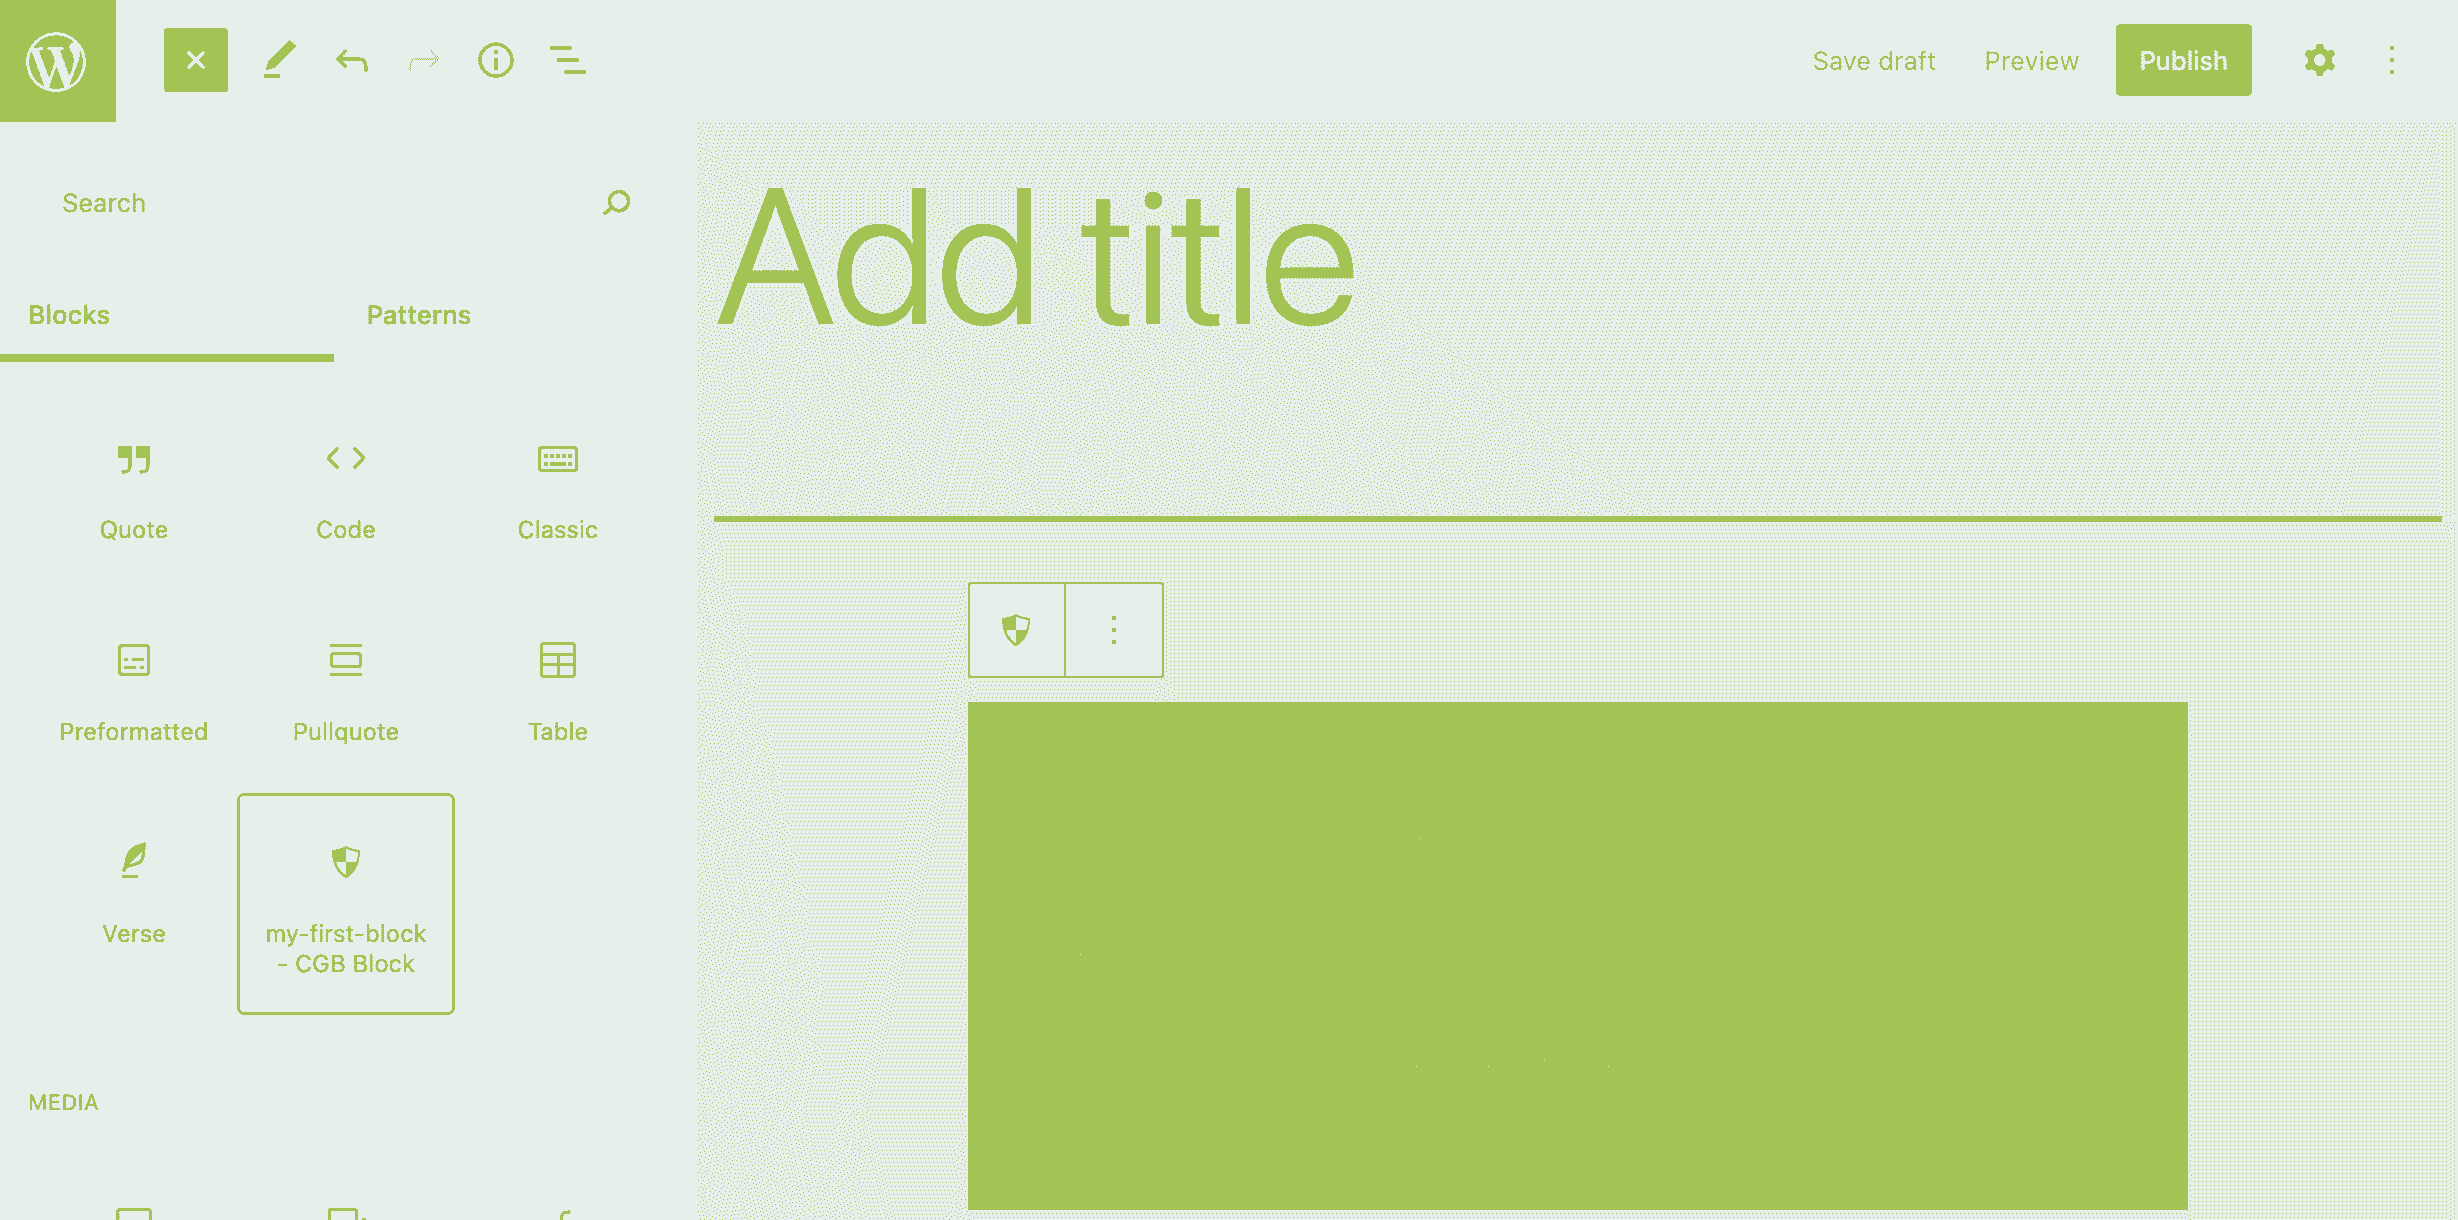 Save draft Preview Publish
Search
Blocks Patterns
Quote Code Classic
Preformatted Pullquote Table
Verse my-first-block
- CGB Block
MEDIA
Add title